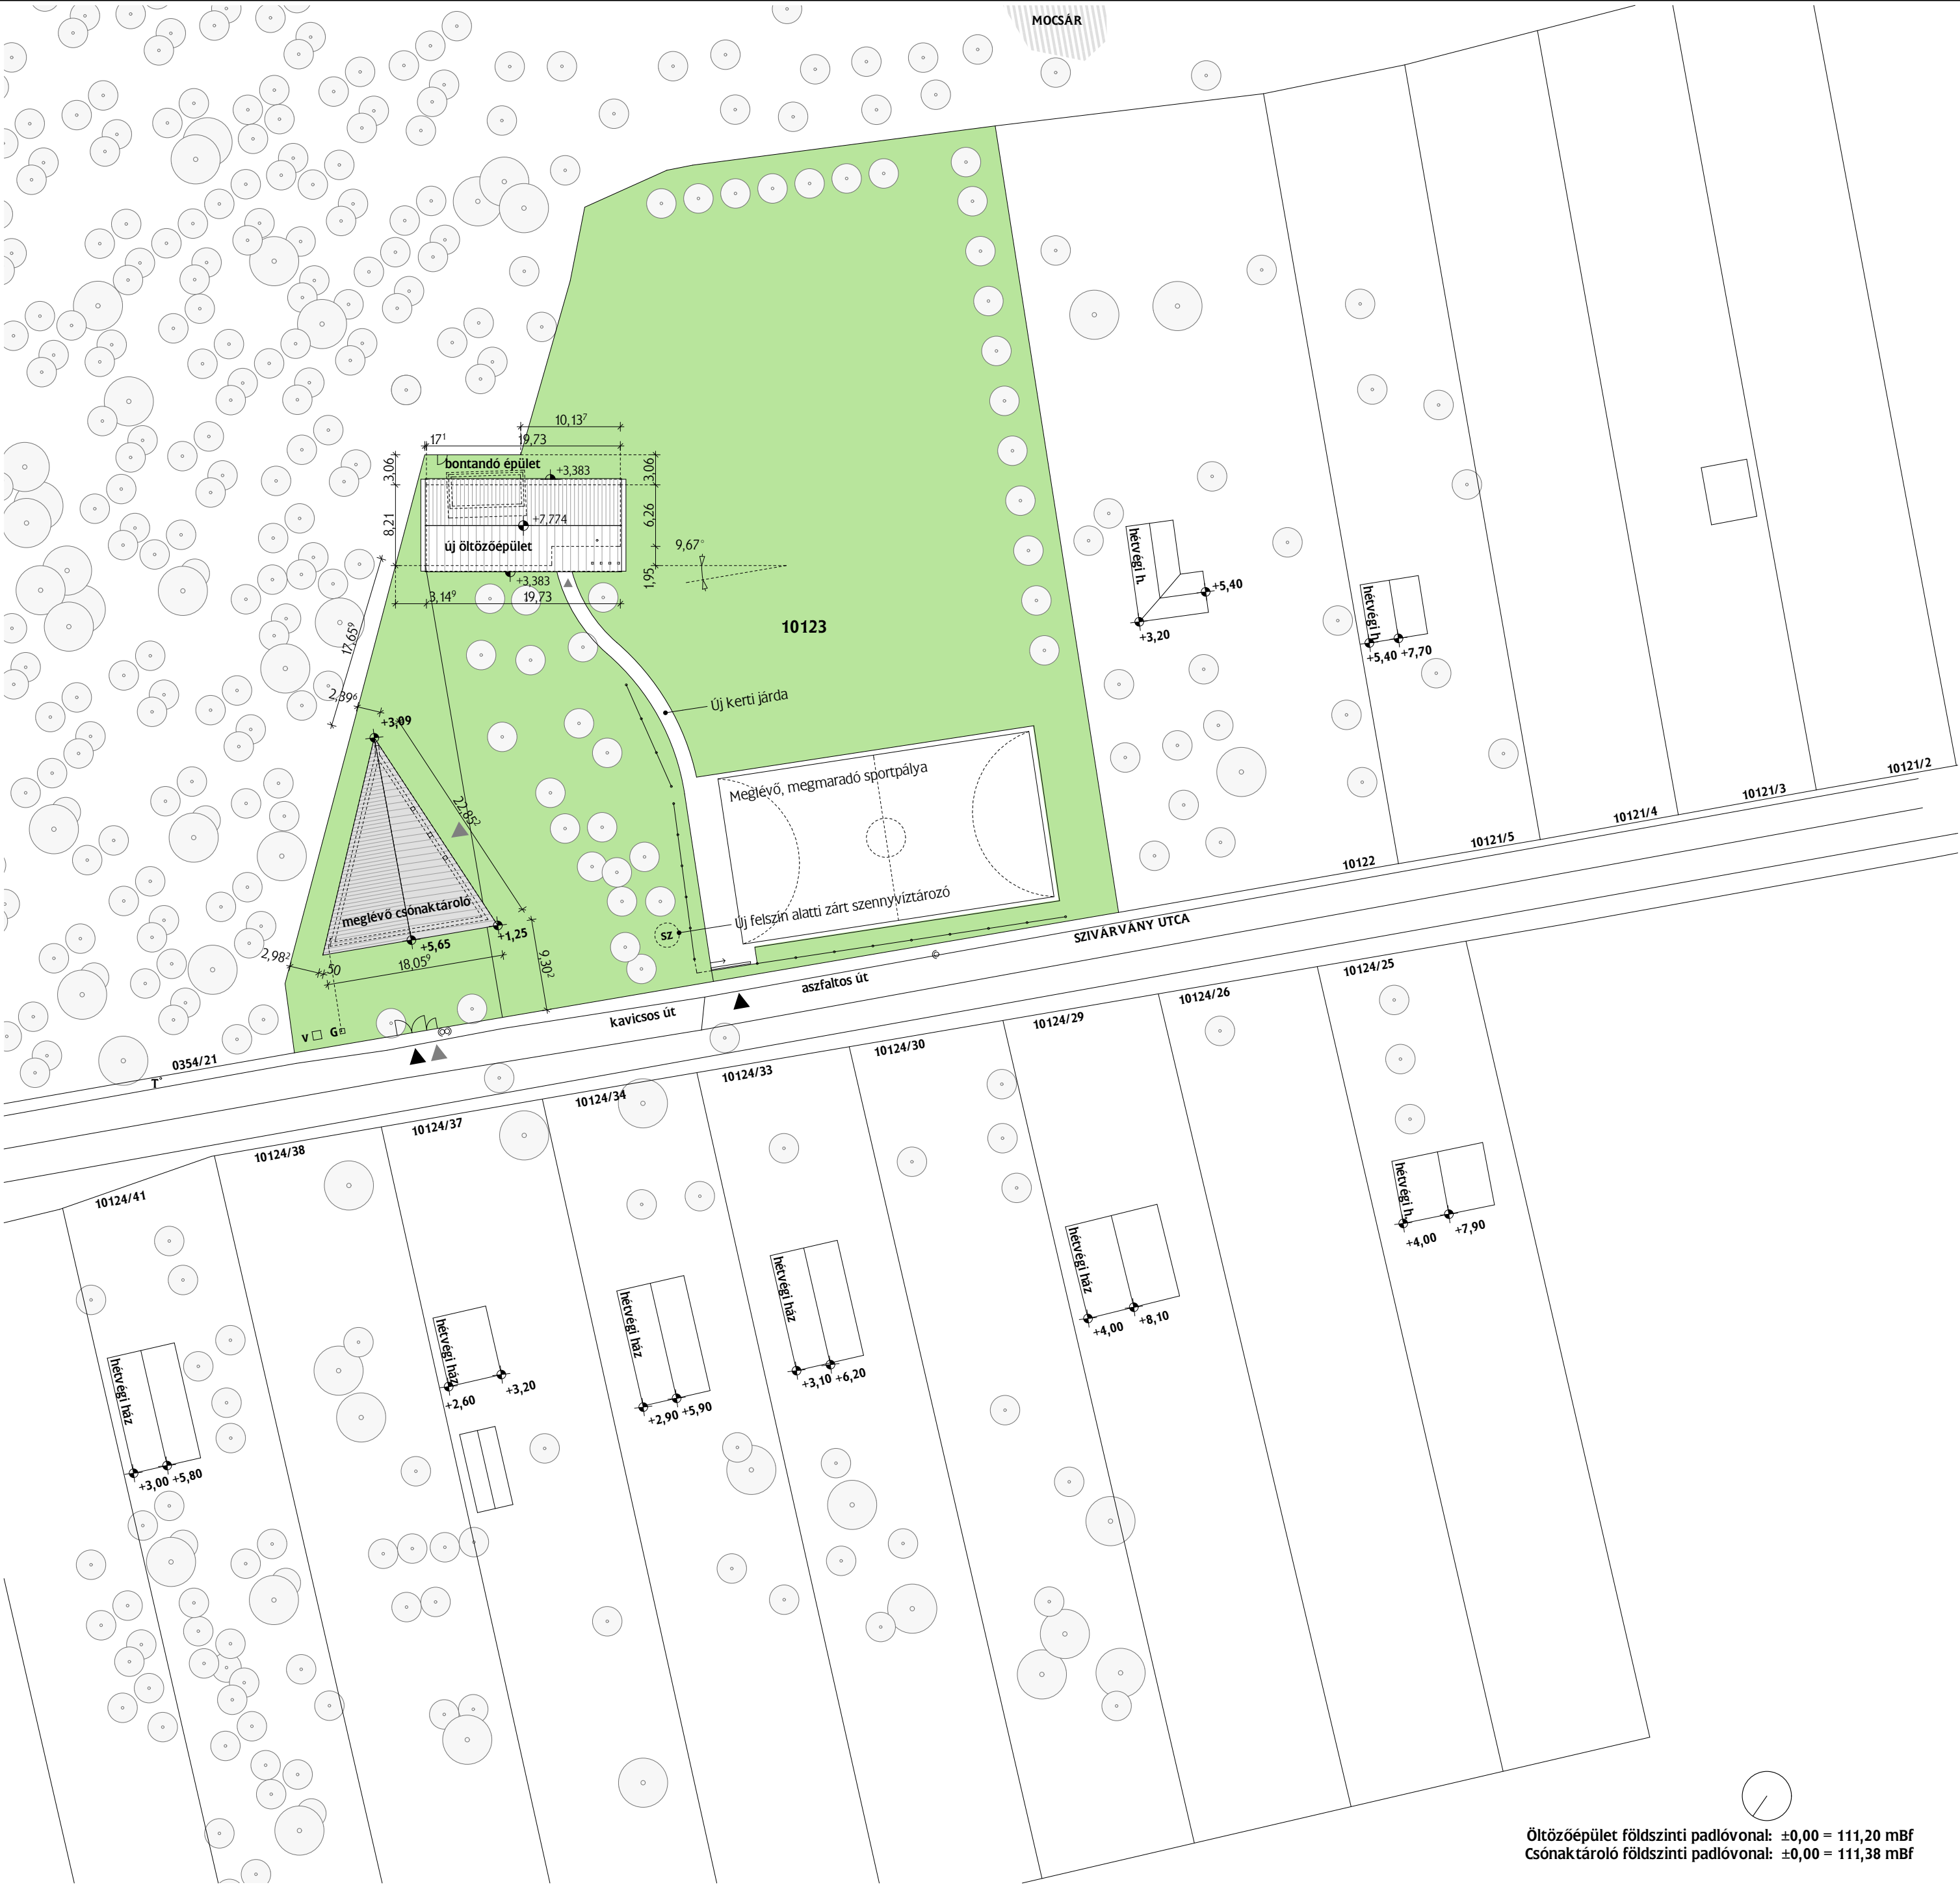 MOCSÁR
10,13⁷
17¹
19,73
3,06
bontandó épület
+3,383
3,06
8,21
+7,774
6,26
új öltözőépület
9,67°
+3,383
1,95
3,14⁹
19,73
17,65⁹
10123
hétvégi h.
+5,40
+3,20
hétvégi h.
+5,40
+7,70
2,39⁶
+3,09
Új kerti járda
22,85²
Meglévő, megmaradó sportpálya
meglévő csónaktároló
Új felszín alatti zárt szennyvíztározó
sz
+5,65
+1,25
2,98²
50
18,05⁹
9,30²
V
G
kavicsos út
aszfaltos út
SZIVÁRVÁNY UTCA
10122
10121/5
10121/4
10121/3
10121/2
0354/21
T
10124/41
10124/38
10124/37
10124/34
10124/33
10124/30
10124/29
10124/26
10124/25
hétvégi h.
+4,00
+7,90
hétvégi ház
+4,00
+8,10
hétvégi ház
+3,10
+6,20
hétvégi ház
+2,90
+5,90
hétvégi ház
+2,60
+3,20
hétvégi ház
+3,00
+5,80
Öltözőépület földszinti padlóvonal: ±0,00 = 111,20 mBf
Csónaktároló földszinti padlóvonal: ±0,00 = 111,38 mBf